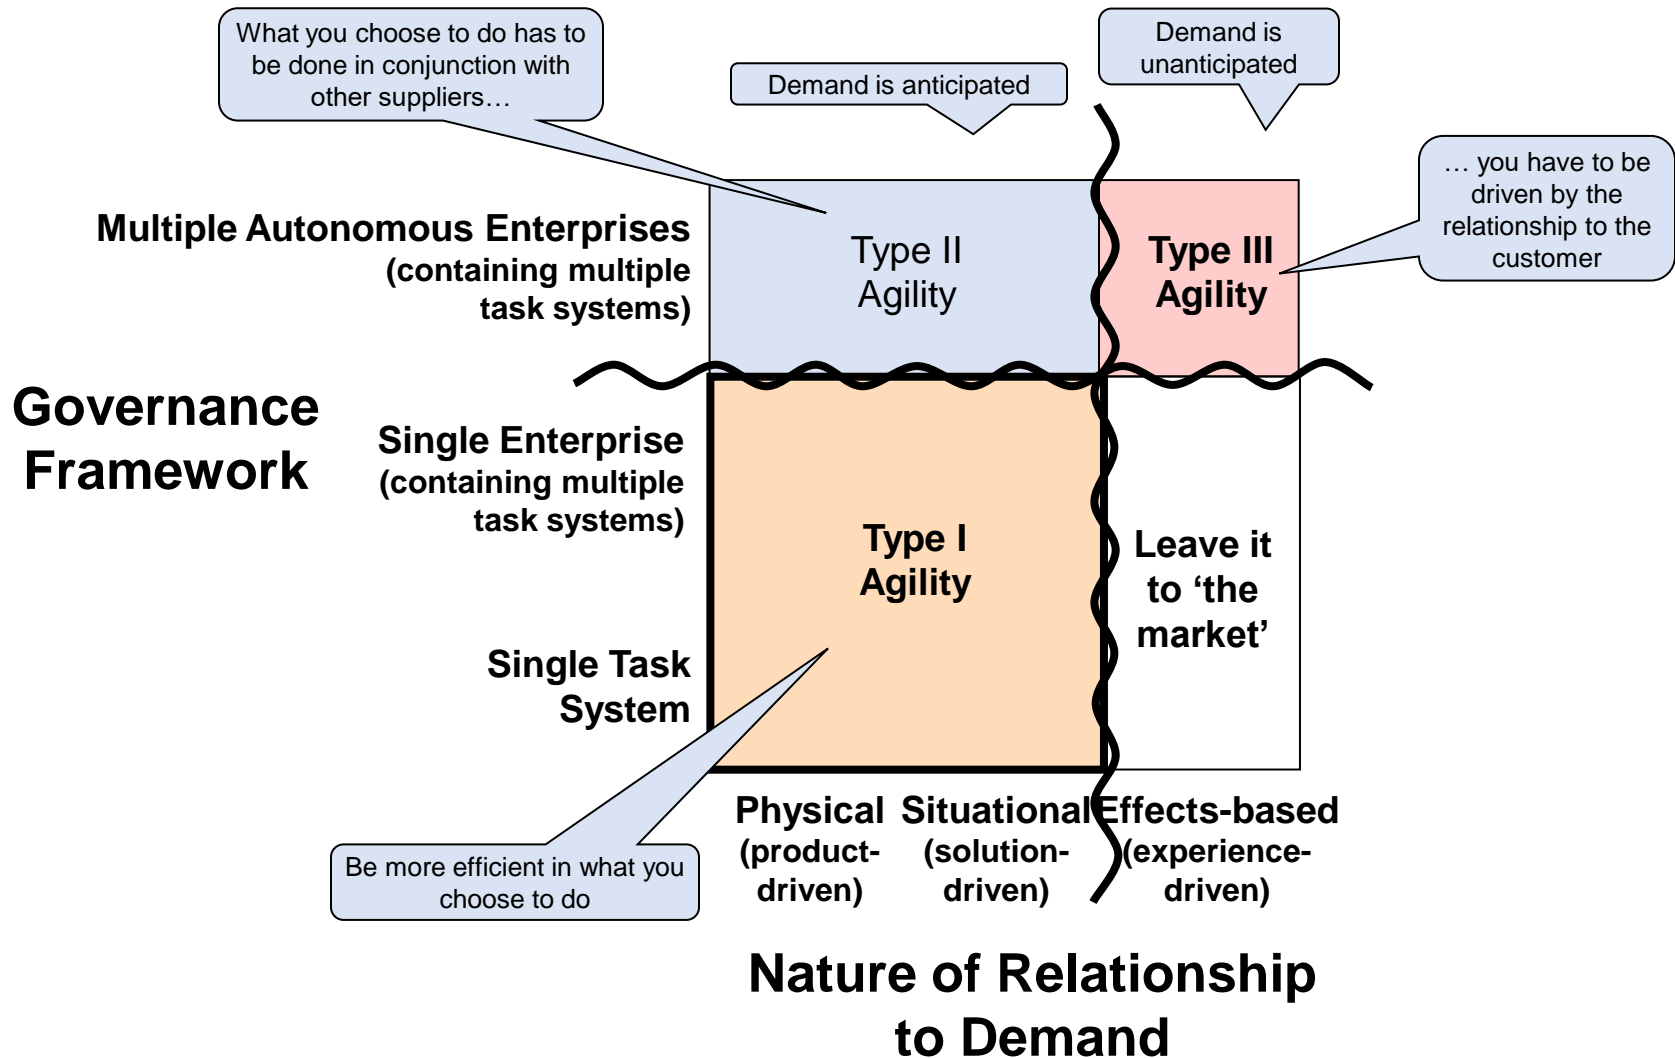 What you choose to do has to
be done in conjunction with
other suppliers…
Demand is anticipated
Demand is
unanticipated
… you have to be
driven by the
relationship to the
customer
Multiple Autonomous Enterprises
(containing multiple
task systems)
Type II
Agility
Type III
Agility
Governance
Framework
Single Enterprise
(containing multiple
task systems)
Type I
Agility
Leave it
to ‘the
market’
Single Task
System
Be more efficient in what you
choose to do
Physical
(product-
driven)
Situational
(solution-
driven)
Effects-based
(experience-
driven)
Nature of Relationship
to Demand